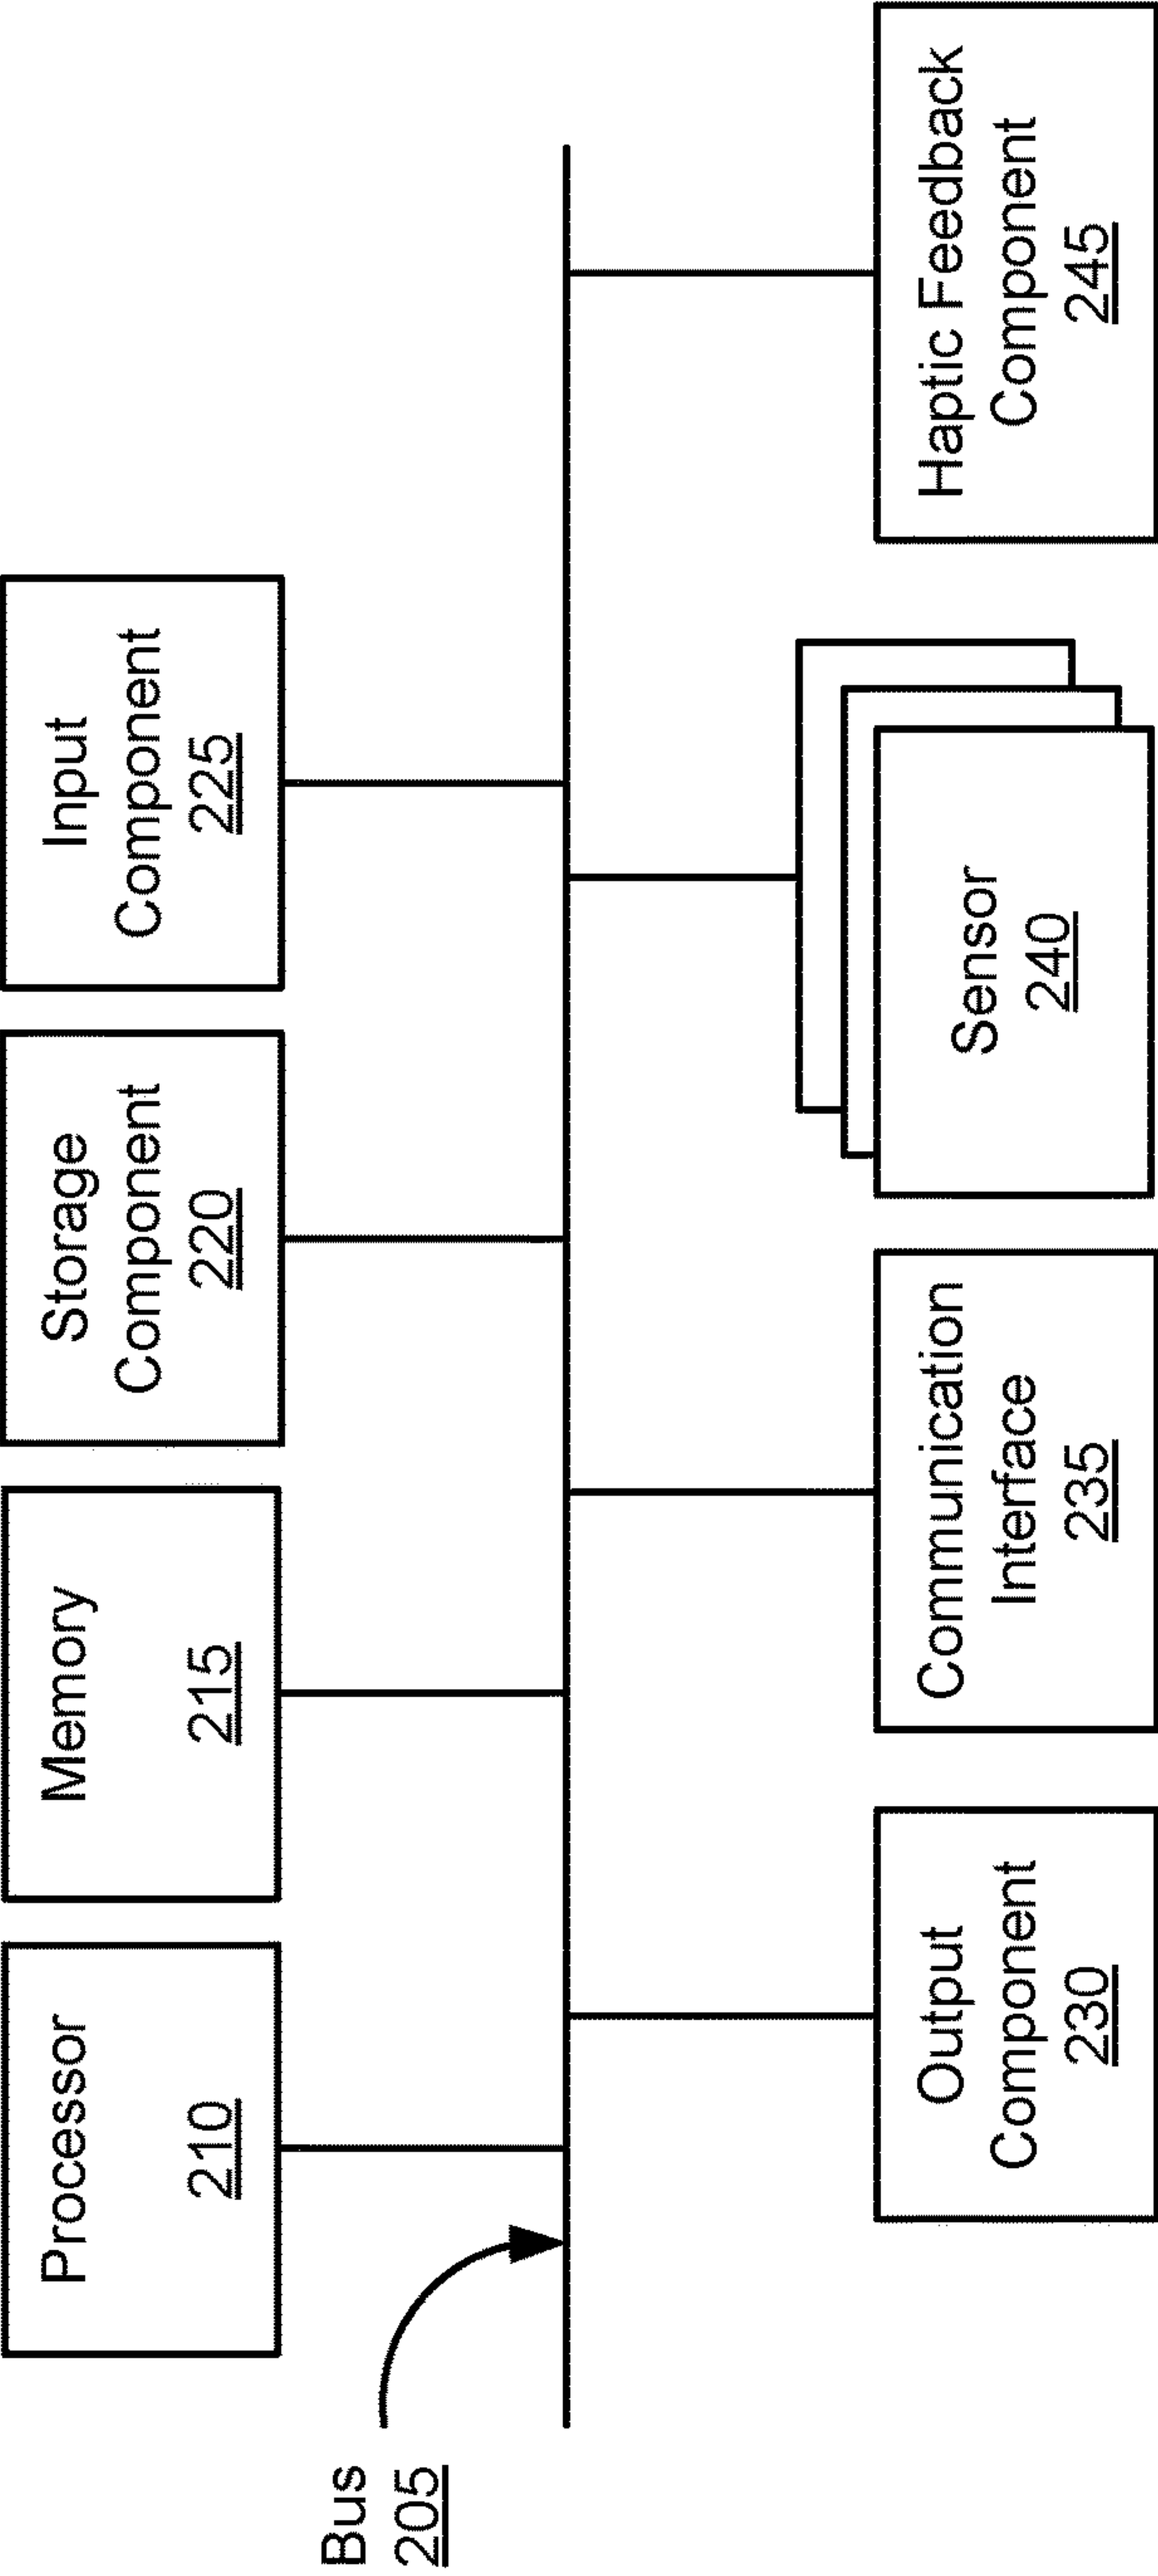 Processor
210
Memory
215
Storage
Component
220
Input
Component
225
Bus
205
Output
Component
230
Communication
Interface
235
Sensor
240
Haptic Feedback
Component
245